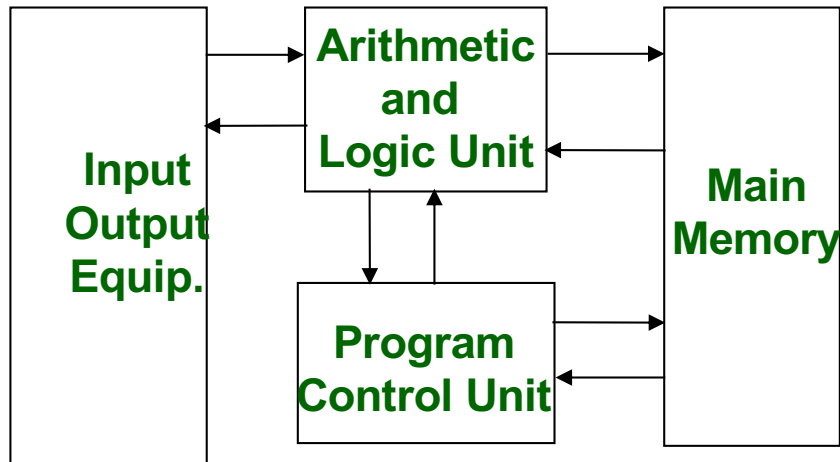 Input
Output
Equip.
Arithmetic
and
Logic Unit
Program
Control Unit
Main
Memory